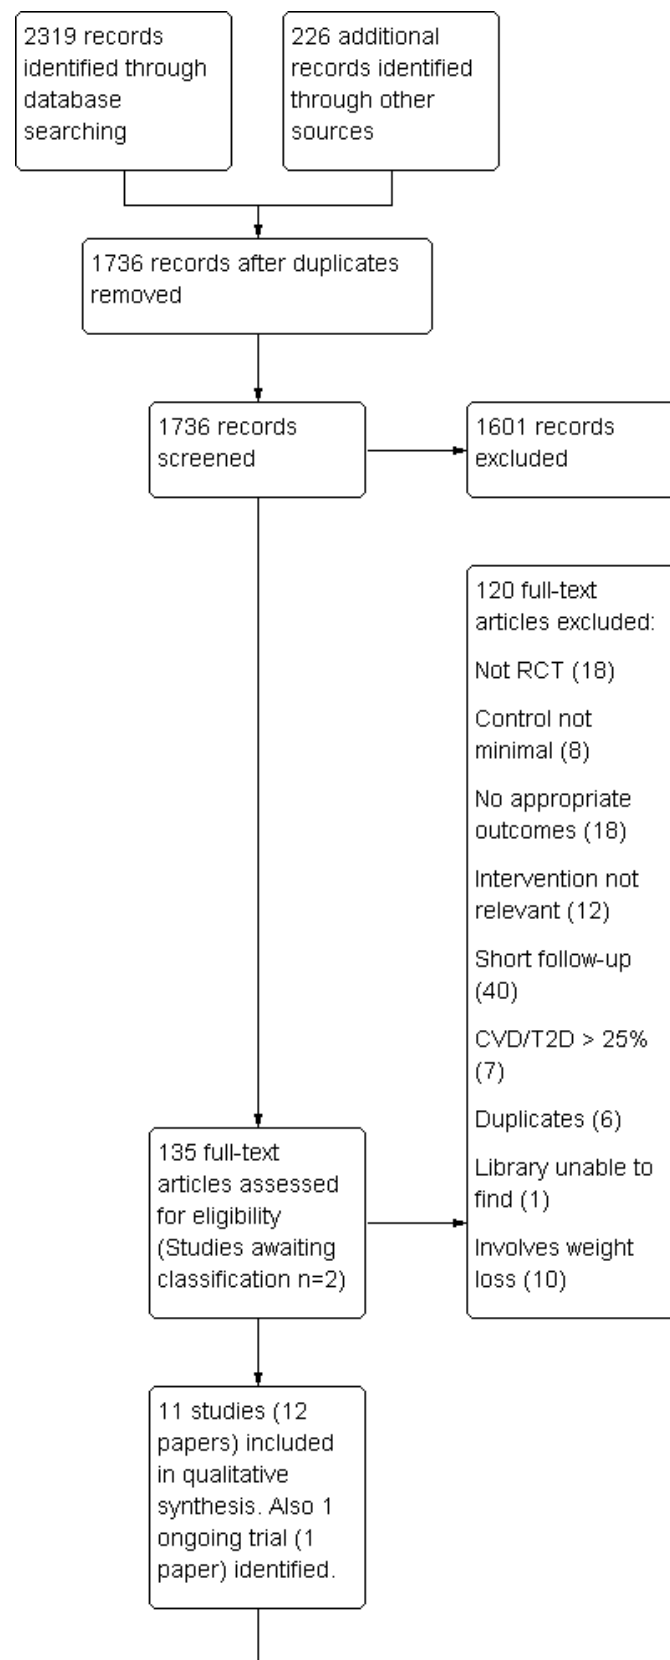 2319 records
identified through
database
searching
226 additional
records identified
through other
sources
1736 records after duplicates
removed
1736 records
screened
1601 records
excluded
120 full-text
articles excluded:
Not RCT (18)
Control not
minimal (8)
No appropriate
outcomes (18)
Intervention not
relevant (12)
Short follow-up
(40)
CVD/T2D > 25%
(7)
Duplicates (6)
Library unable to
find (1)
Involves weight
loss (10)
135 full-text
articles assessed
for eligibility
(Studies awaiting
classification n=2)
11 studies (12
papers) included
in qualitative
synthesis. Also 1
ongoing trial (1
paper) identified.